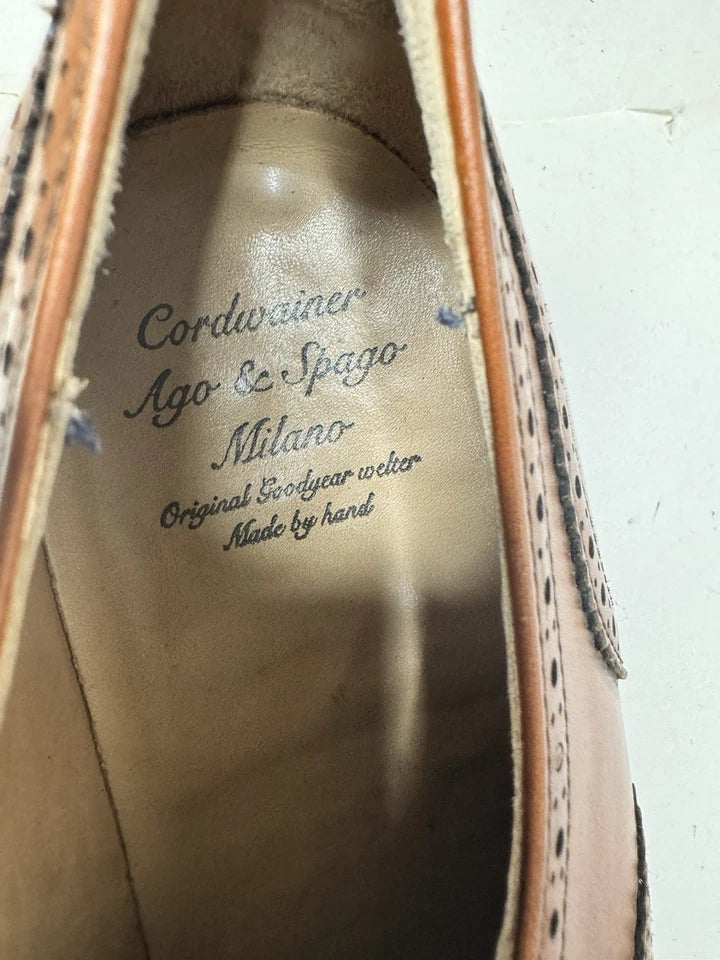 Cordwainer
Ago & Spago
Milano
Original Goodyear welter
Made by hand